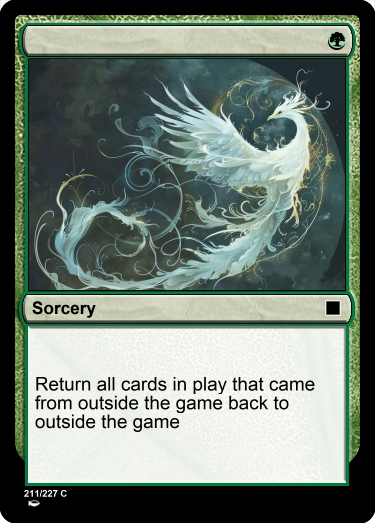 Sorcery
Return all cards in play that came
from outside the game back to
outside the game
211/227 C